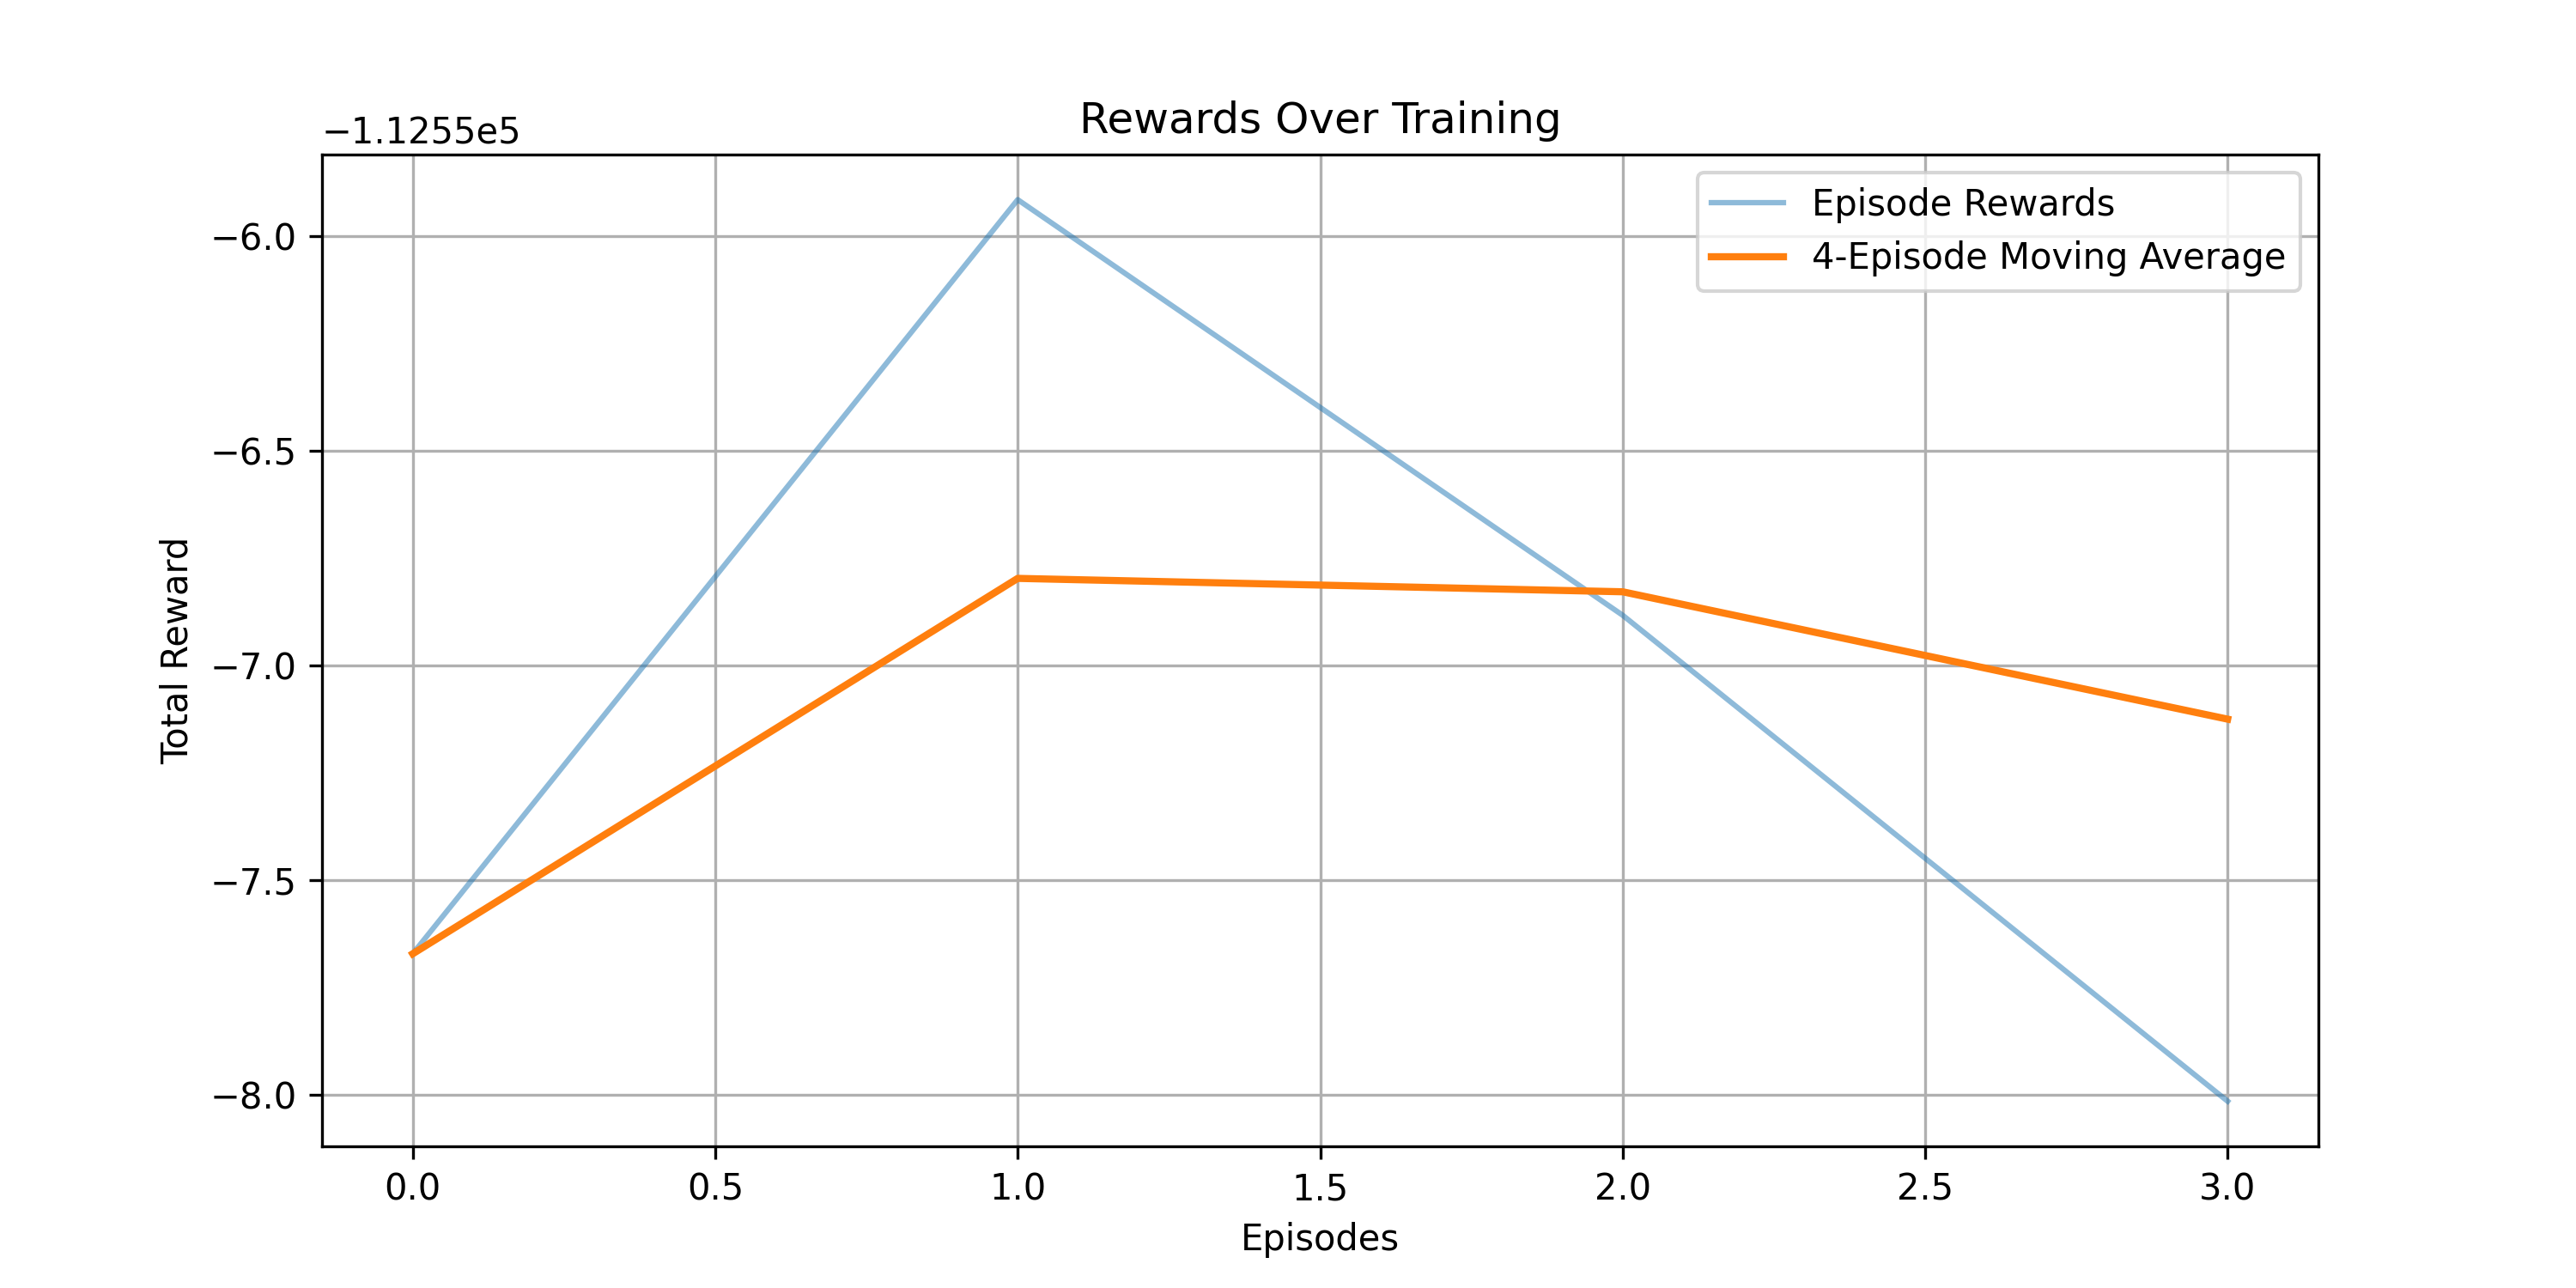 Rewards Over Training
−1.1255e5
Episode Rewards
4-Episode Moving Average
−6.0
−6.5
−7.0
−7.5
−8.0
Total Reward
0.0 0.5 1.0 1.5 2.0 2.5 3.0
Episodes